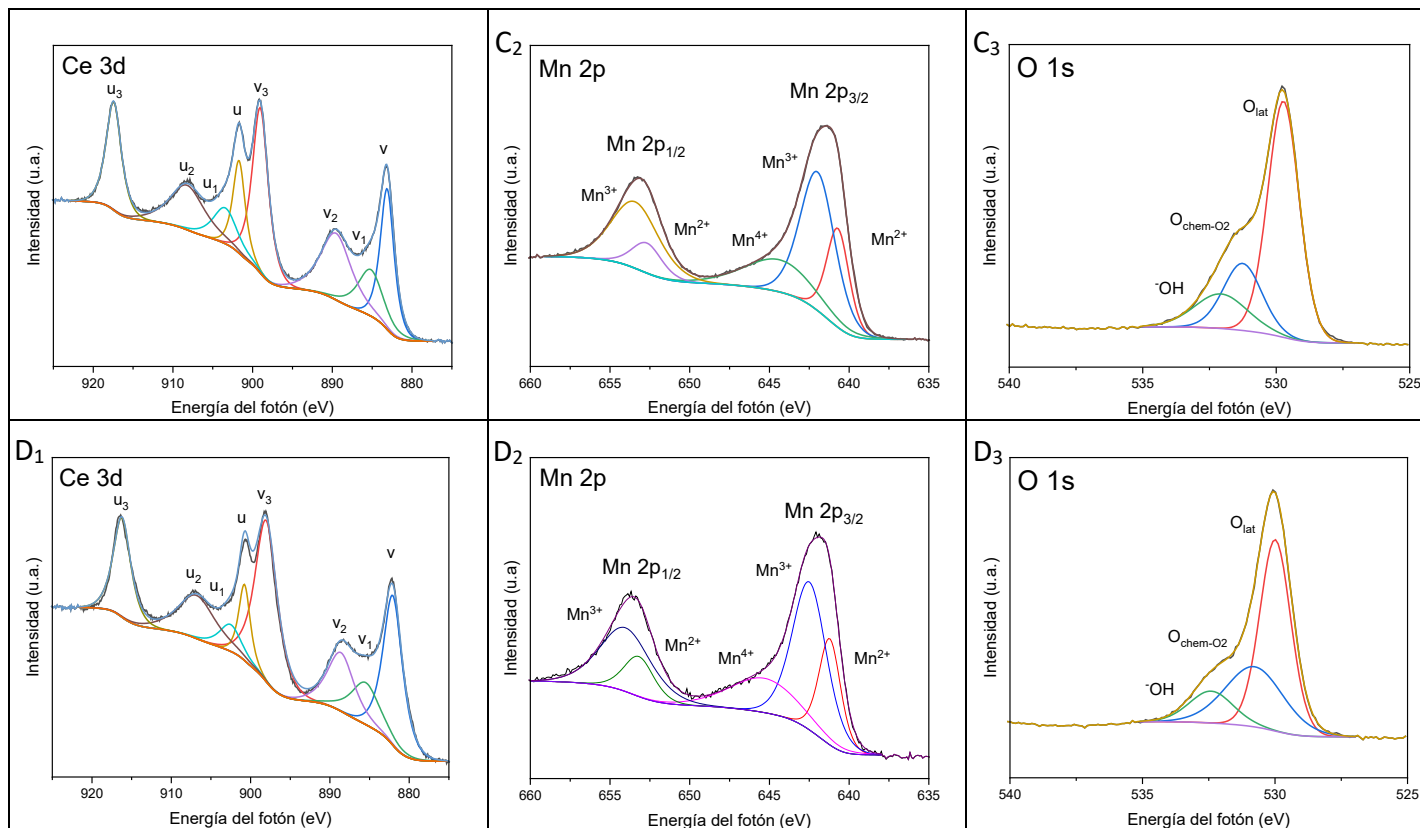 Ce 3d
u₃
u₂
u₁
u
v₃
v₂
v₁
v
Intensidad (u.a.)
920 910 900 890 880
Energía del fotón (eV)
C₂
Mn 2p
Mn 2p₃/₂
Mn 2p₁/₂
Mn³⁺
Mn³⁺
Mn²⁺
Mn⁴⁺
Mn²⁺
Intensidad (u.a.)
660 655 650 645 640 635
Energía del fotón (eV)
C₃
O 1s
Oₗₐₜ
O_chem-O2
⁻OH
Intensidad (u.a.)
540 535 530 525
Energía del fotón (eV)
D₁
Ce 3d
u₃
u₂
u₁
u
v₃
v₂
v₁
v
Intensidad (u.a.)
920 910 900 890 880
Energía del fotón (eV)
D₂
Mn 2p
Mn 2p₃/₂
Mn 2p₁/₂
Mn³⁺
Mn³⁺
Mn²⁺
Mn⁴⁺
Mn²⁺
Intensidad (u.a)
660 655 650 645 640 635
Energía del fotón (eV)
D₃
O 1s
Oₗₐₜ
O_chem-O2
⁻OH
Intensidad (u.a.)
540 535 530 525
Energía del fotón (eV)